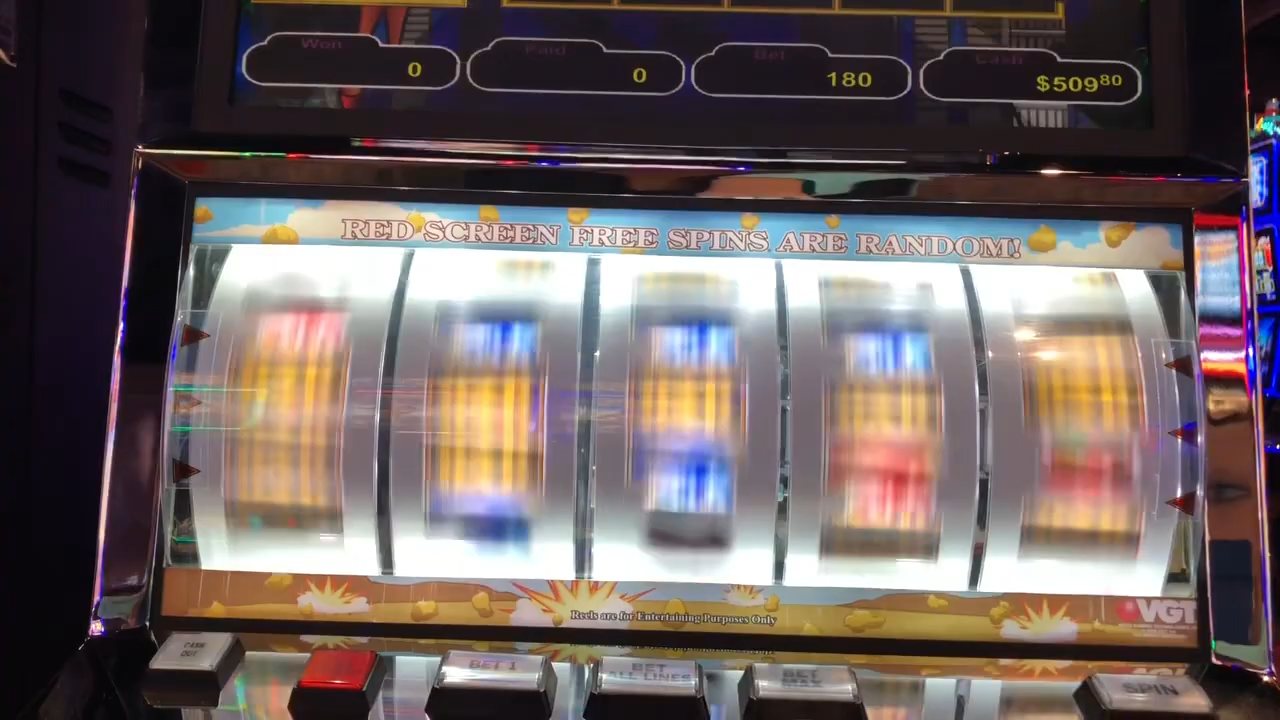 Won
Paid
Bet
Cash
0
0
180
$50980
RED SCREEN FREE SPINS ARE RANDOM!
Reels are for Entertaining Purposes Only
VGT
CASH OUT
BET 1
BET ALL LINES
BET MAX
SPIN